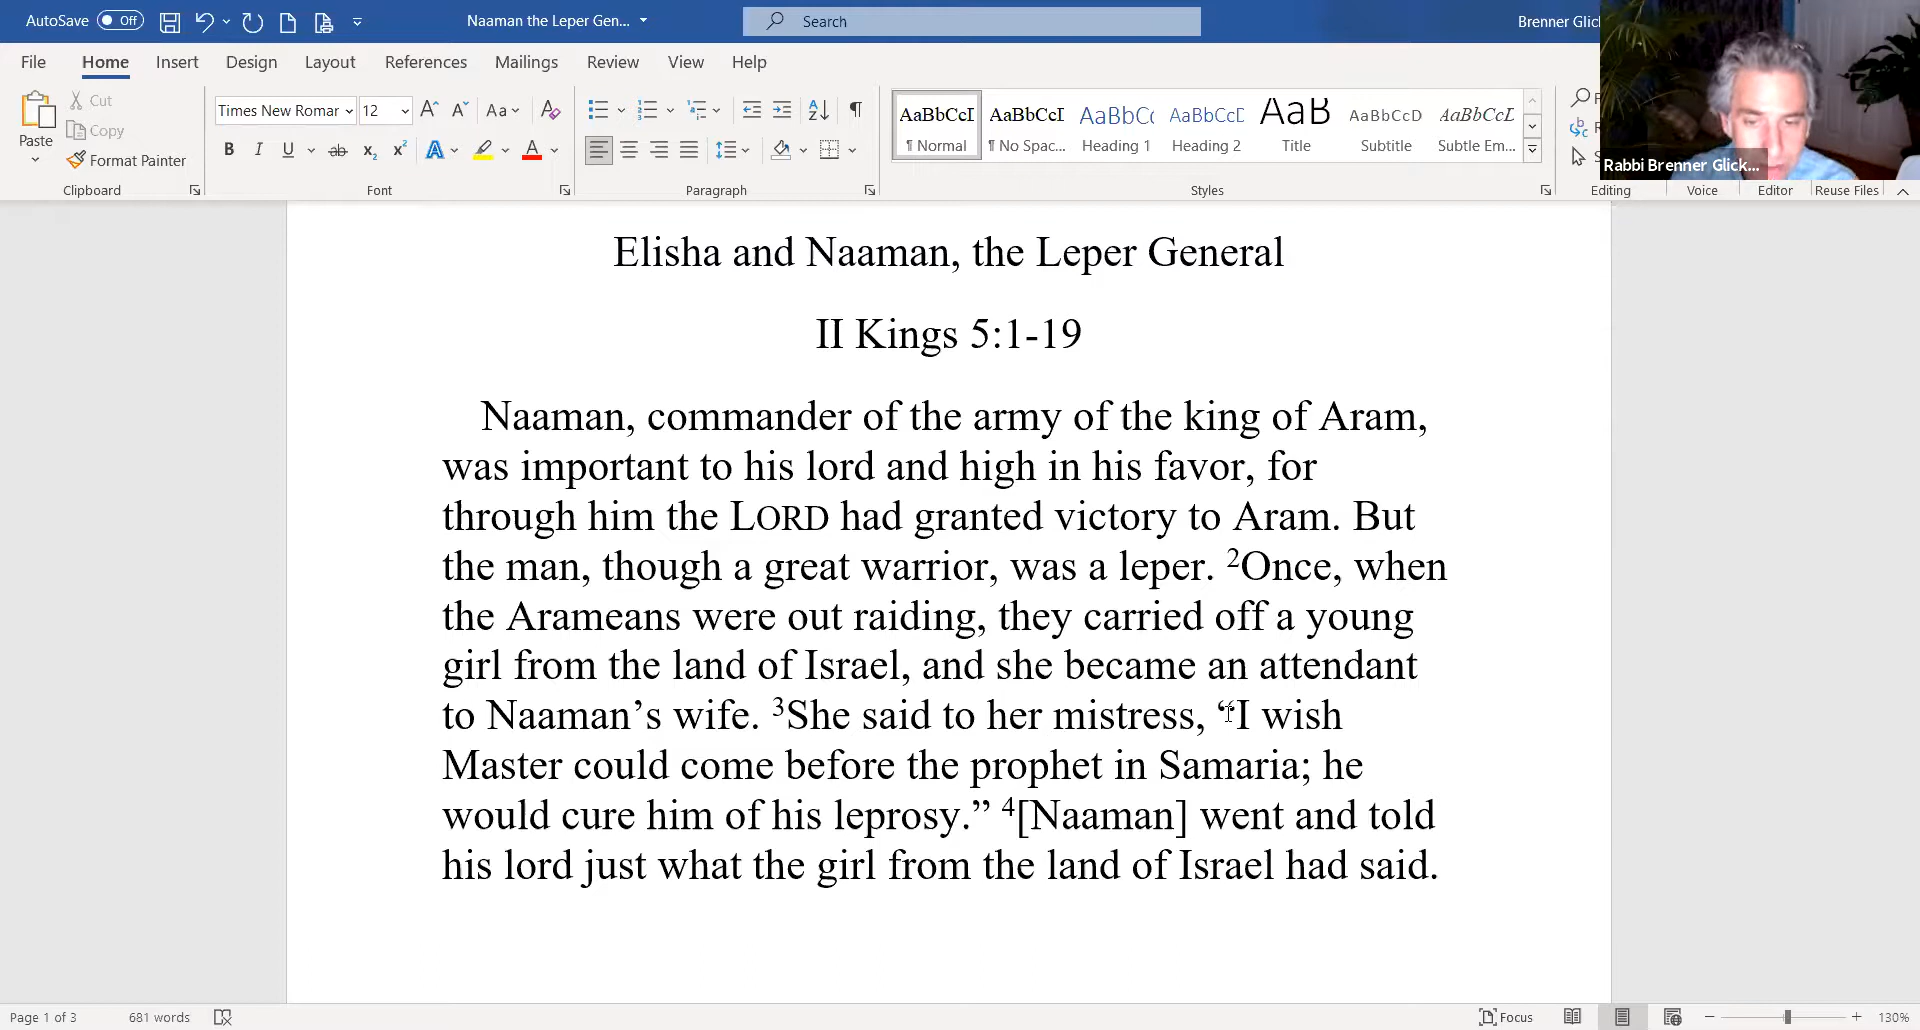 AutoSave Off Naaman the Leper Gen... Search Brenner Glic
File Home Insert Design Layout References Mailings Review View Help
Paste Cut Copy Format Painter
Times New Romar 12
AaBbCcI AaBbCcI AaBbCc AaBbCcD AaB AaBbCcD AaBbCcL
¶ Normal ¶ No Spac... Heading 1 Heading 2 Title Subtitle Subtle Em...
Rabbi Brenner Glick...
Clipboard Font Paragraph Styles Editing Voice Editor Reuse Files
Elisha and Naaman, the Leper General
II Kings 5:1-19
Naaman, commander of the army of the king of Aram,
was important to his lord and high in his favor, for
through him the LORD had granted victory to Aram. But
the man, though a great warrior, was a leper. ²Once, when
the Arameans were out raiding, they carried off a young
girl from the land of Israel, and she became an attendant
to Naaman’s wife. ³She said to her mistress, “I wish
Master could come before the prophet in Samaria; he
would cure him of his leprosy.” ⁴[Naaman] went and told
his lord just what the girl from the land of Israel had said.
Page 1 of 3 681 words Focus 130%